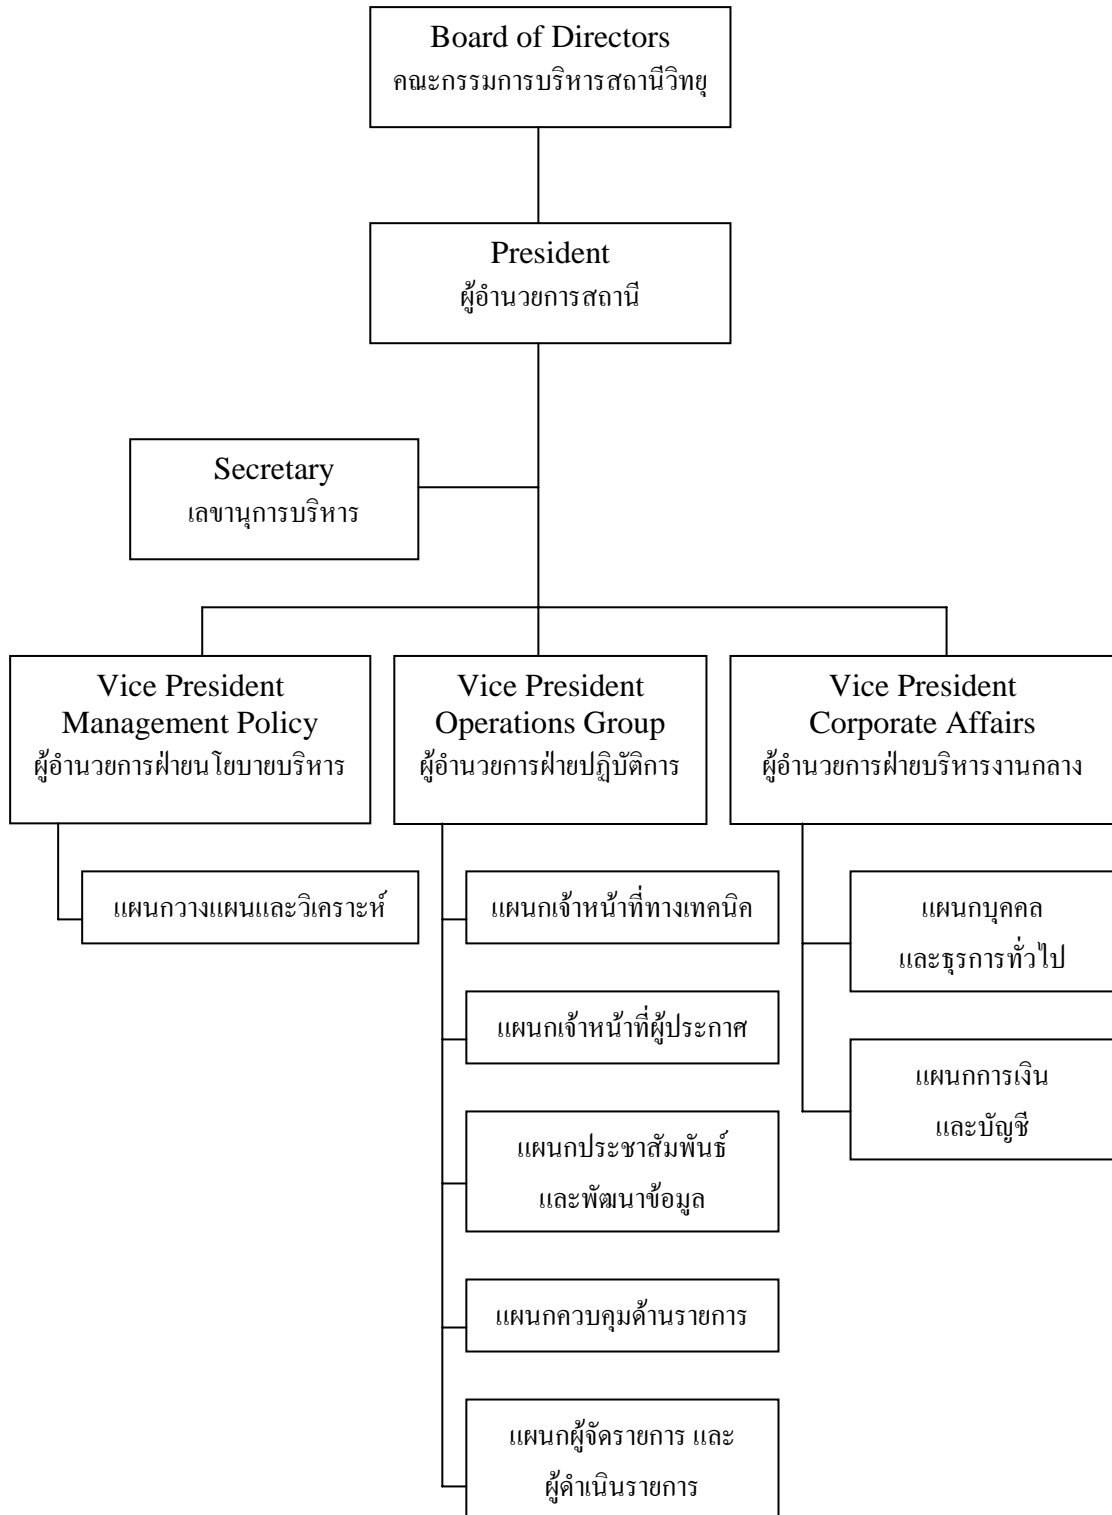 Board of Directors
คณะกรรมการบริหารสถานีวิทยุ
President
ผู้อำนวยการสถานี
Secretary
เลขานุการบริหาร
Vice President
Management Policy
ผู้อำนวยการฝ่ายนโยบายบริหาร
Vice President
Operations Group
ผู้อำนวยการฝ่ายปฏิบัติการ
Vice President
Corporate Affairs
ผู้อำนวยการฝ่ายบริหารงานกลาง
แผนกวางแผนและวิเคราะห์
แผนกเจ้าหน้าที่ทางเทคนิค
แผนกเจ้าหน้าที่ผู้ประกาศ
แผนกประชาสัมพันธ์
และพัฒนาข้อมูล
แผนกควบคุมด้านรายการ
แผนกผู้จัดรายการ และ
ผู้ดำเนินรายการ
แผนกบุคคล
และธุรการทั่วไป
แผนกการเงิน
และบัญชี